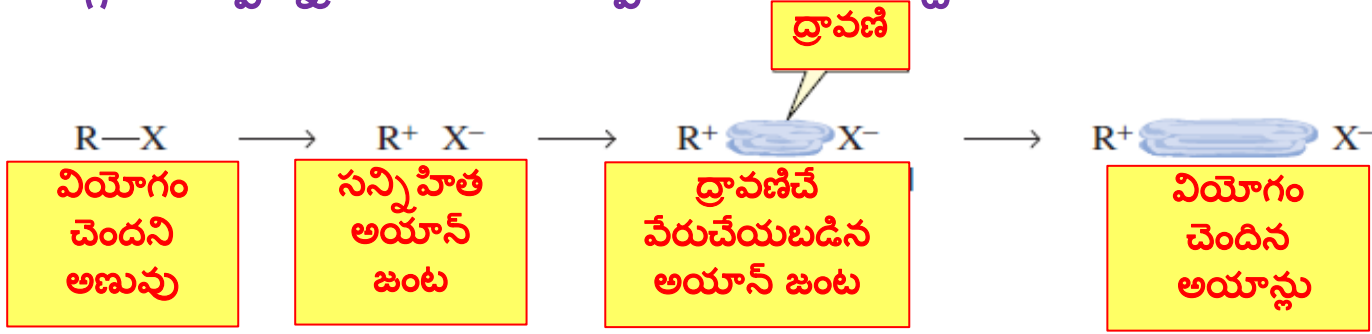 ద్రావణి
R—X ⟶ R⁺ X⁻ ⟶ R⁺ X⁻ ⟶ R⁺ X⁻
వియోగం
చెందని
అణువు
సన్నిహిత
అయాన్
జంట
ద్రావణిచే
వేరుచేయబడిన
అయాన్ జంట
వియోగం
చెందిన
అయాన్లు